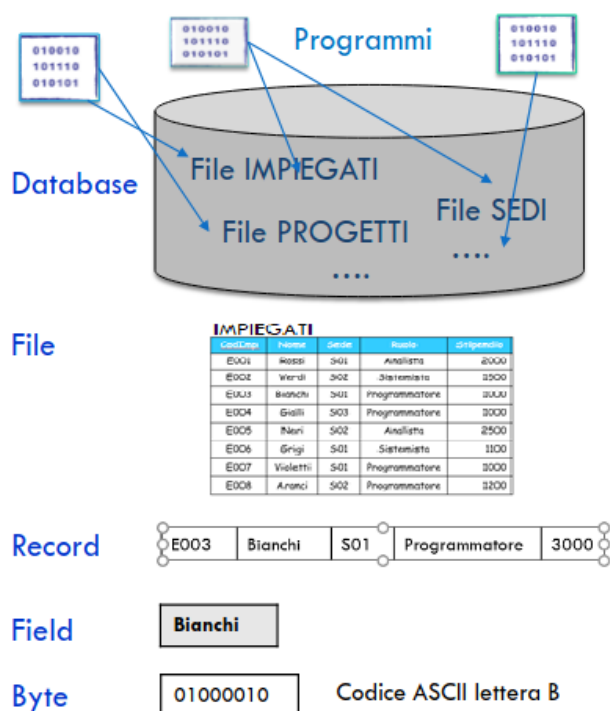 010010
101110
010101
010010
101110
010101
Programmi
010010
101110
010101
Database
File IMPIEGATI
File SEDI
File PROGETTI
....
....
File
IMPIEGATI
CodImp Nome Sede Ruolo Stipendio
E001 Rossi S01 Analista 2000
E002 Verdi S02 Sistemista 1500
E003 Bianchi S01 Programmatore
E004 Gialli S03 Programmatore
E005 Neri S02 Analista 2500
E006 Grigi S01 Sistemista 1100
E007 Violetti S01 Programmatore
E008 Aranci S02 Programmatore 1200
Record
E003 Bianchi S01 Programmatore 3000
Field
Bianchi
Byte
01000010
Codice ASCII lettera B